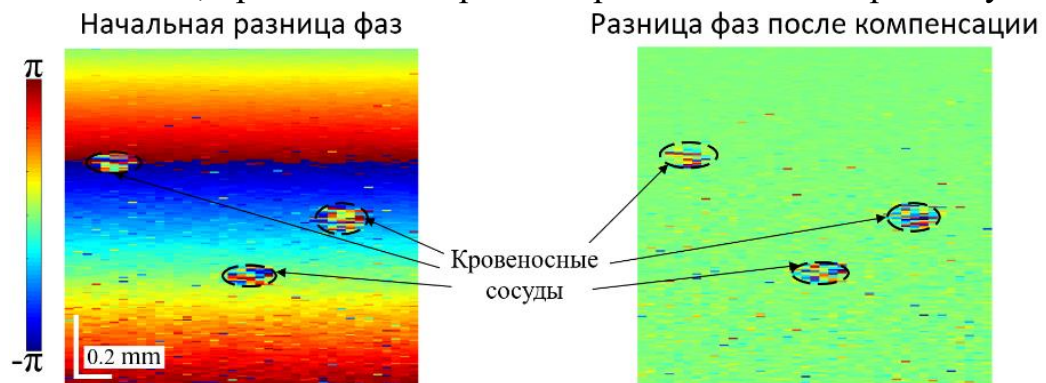 Начальная разница фаз
Разница фаз после компенсации
π
-π
0.2 mm
Кровеносные
сосуды